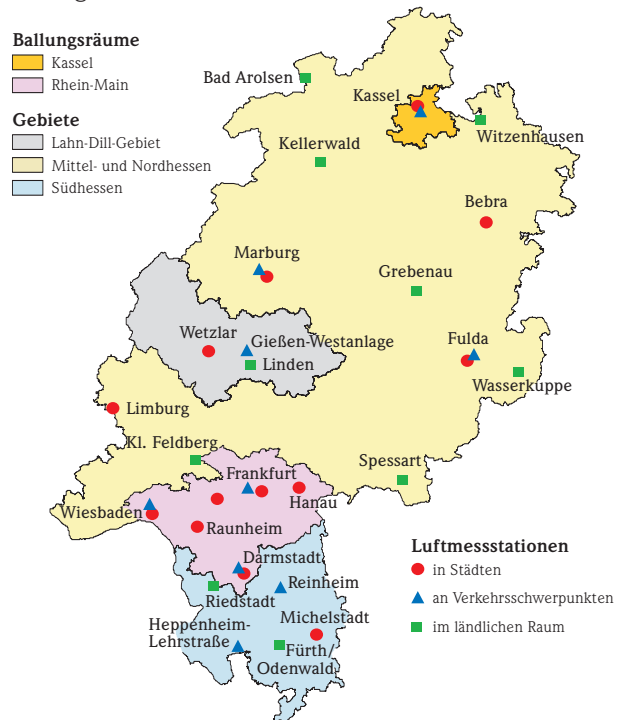 Ballungsräume
Kassel
Rhein-Main
Gebiete
Lahn-Dill-Gebiet
Mittel- und Nordhessen
Südhessen
Bad Arolsen
Kassel
Witzenhausen
Kellerwald
Bebra
Marburg
Grebenau
Wetzlar
Gießen-Westanlage
Linden
Fulda
Wasserkuppe
Limburg
Kl. Feldberg
Spessart
Frankfurt
Hanau
Wiesbaden
Raunheim
Darmstadt
Reinheim
Riedstadt
Michelstadt
Heppenheim-
Lehrstraße
Fürth/
Odenwald
Luftmessstationen
in Städten
an Verkehrsschwerpunkten
im ländlichen Raum